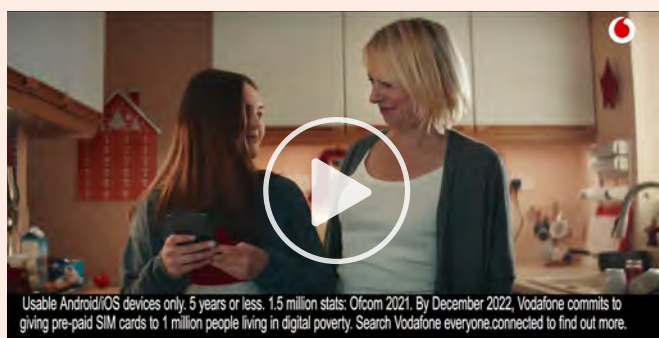 Usable Android/iOS devices only. 5 years or less. 1.5 million stats: Ofcom 2021. By December 2022, Vodafone commits to
giving pre-paid SIM cards to 1 million people living in digital poverty. Search Vodafone everyone.connected to find out more.